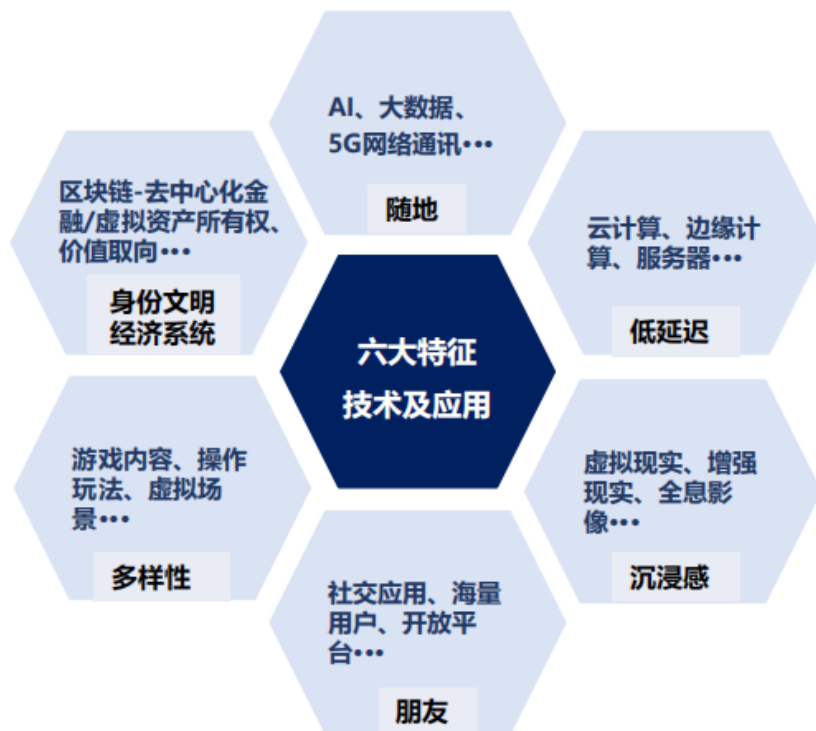 AI、大数据、
5G网络通讯•••
随地
区块链-去中心化金
融/虚拟资产所有权、
价值取向•••
身份文明
经济系统
云计算、边缘计
算、服务器•••
低延迟
六大特征
技术及应用
游戏内容、操作
玩法、虚拟场
景•••
多样性
虚拟现实、增强
现实、全息影
像•••
沉浸感
社交应用、海量
用户、开放平
台•••
朋友